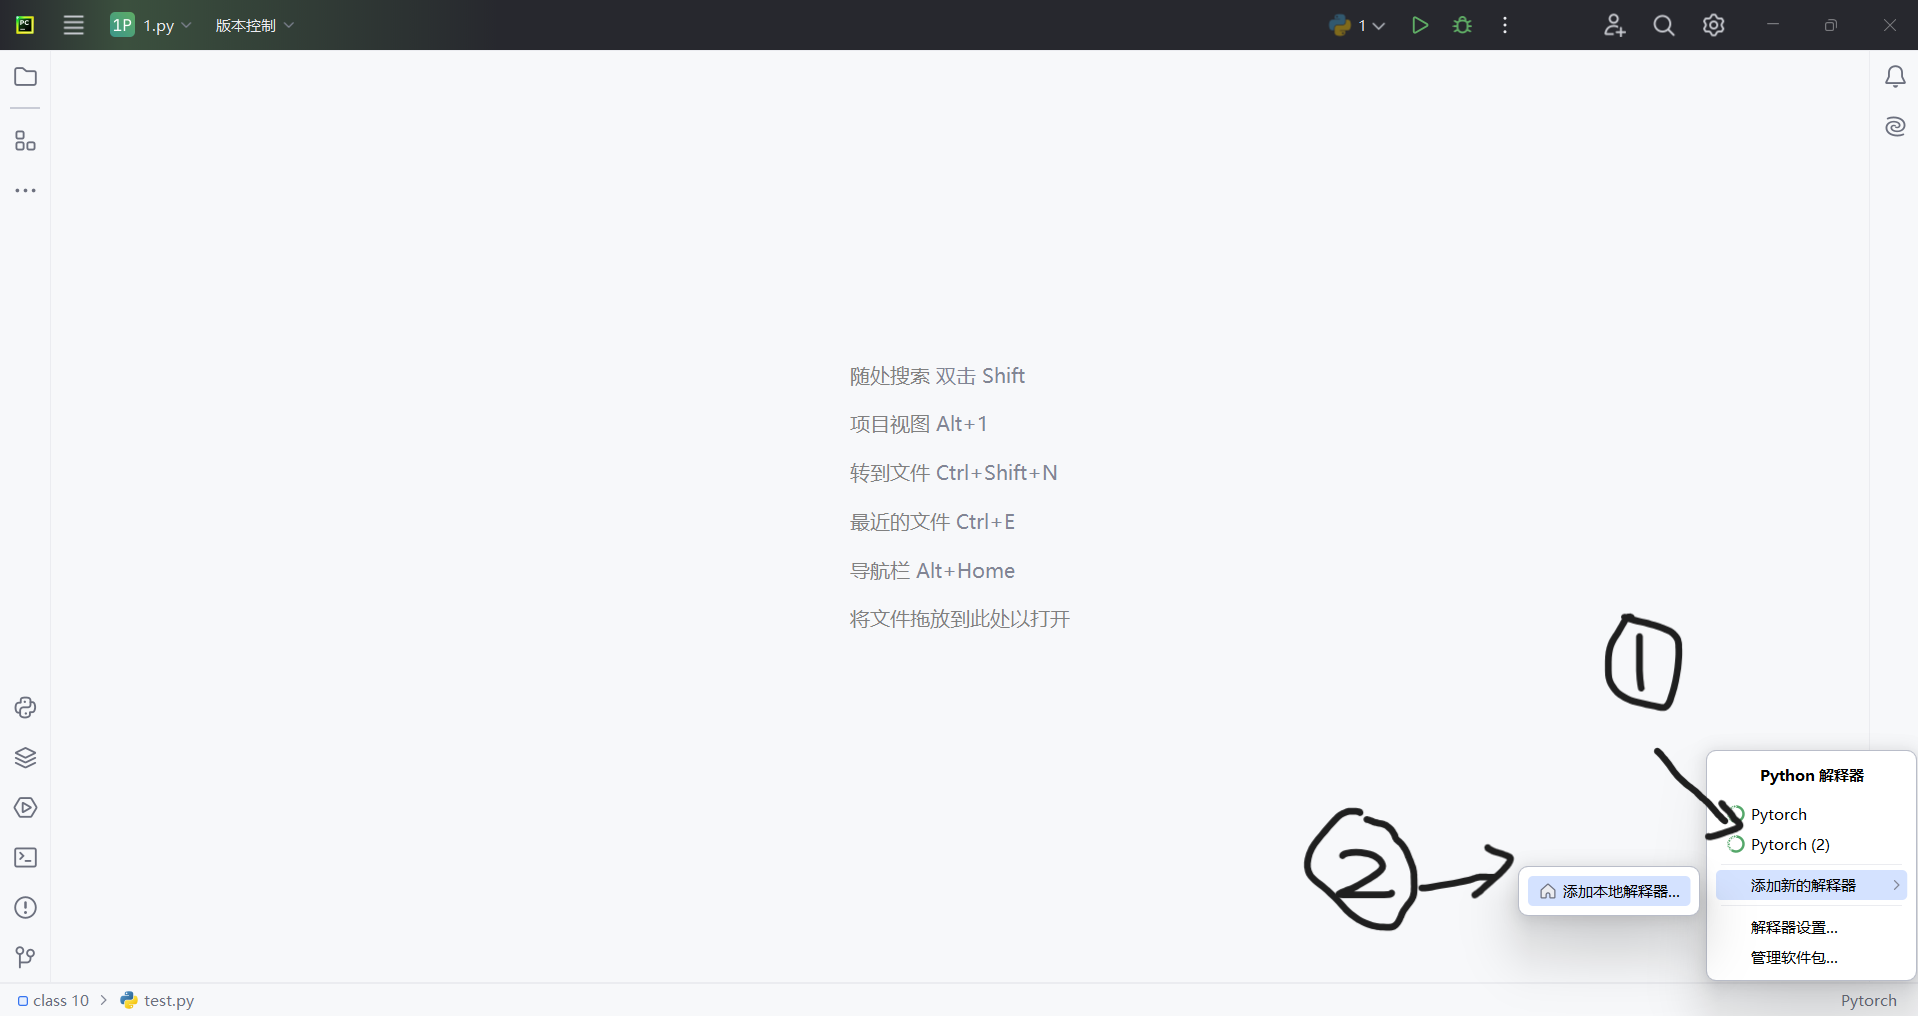 PC
1P 1.py 版本控制 1
随处搜索 双击 Shift
项目视图 Alt+1
转到文件 Ctrl+Shift+N
最近的文件 Ctrl+E
导航栏 Alt+Home
将文件拖放到此处以打开
1
2
Python 解释器
Pytorch
Pytorch (2)
添加新的解释器
添加本地解释器...
解释器设置...
管理软件包...
class 10 > test.py
Pytorch